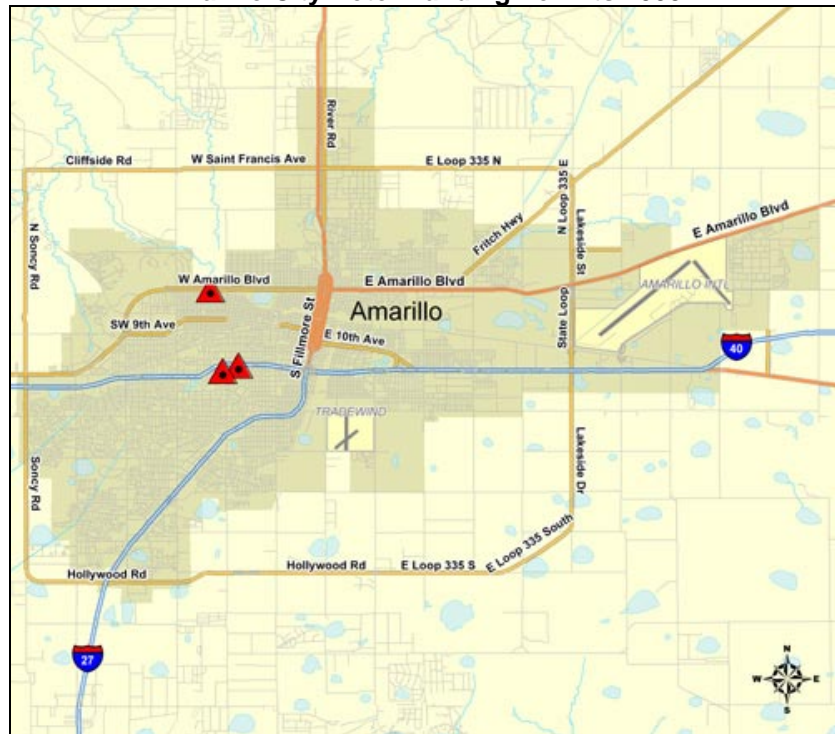 River Rd
Cliffside Rd
W Saint Francis Ave
E Loop 335 N
N Loop 335 E
Lakeside St
Fritch Hwy
E Amarillo Blvd
N Soncy Rd
W Amarillo Blvd
E Amarillo Blvd
AMARILLO INTL
Amarillo
SW 9th Ave
S Fillmore St
E 10th Ave
State Loop
40
TRADEWIND
Soncy Rd
Lakeside Dr
E Loop 335 South
Hollywood Rd
Hollywood Rd
E Loop 335 S
27
N
W
E
S